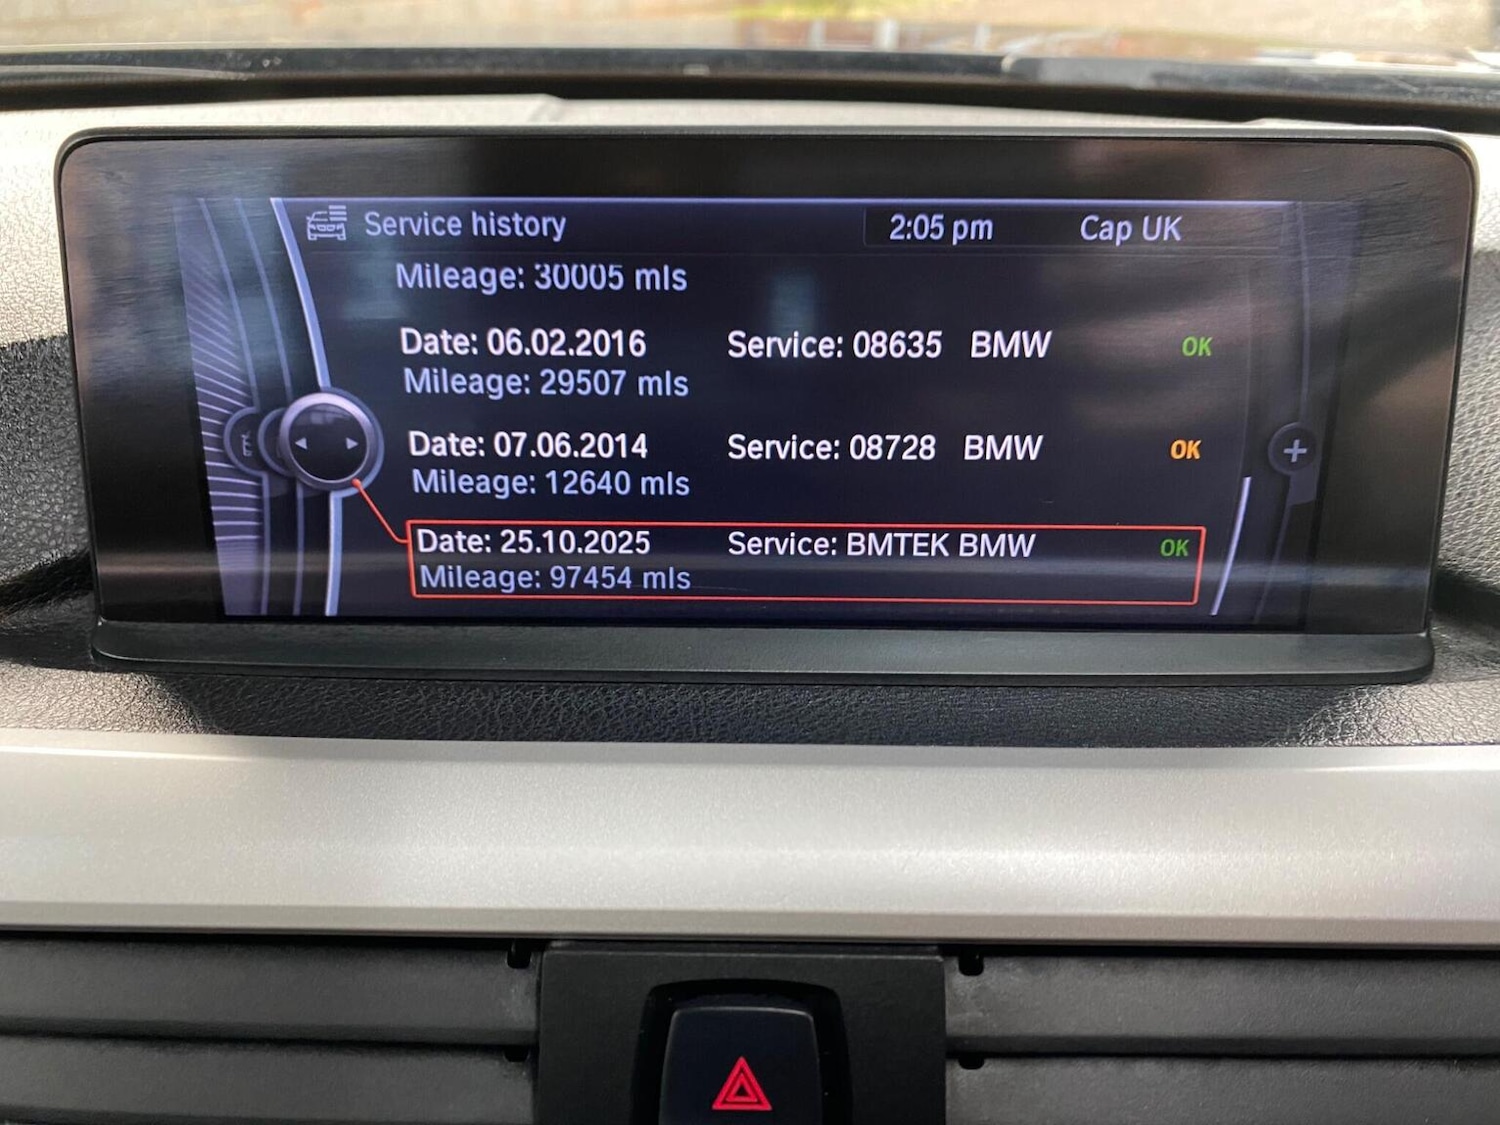 Service history 2:05 pm Cap UK
Mileage: 30005 mls
Date: 06.02.2016 Service: 08635 BMW OK
Mileage: 29507 mls
Date: 07.06.2014 Service: 08728 BMW OK
Mileage: 12640 mls
Date: 25.10.2025 Service: BMTEK BMW OK
Mileage: 97454 mls